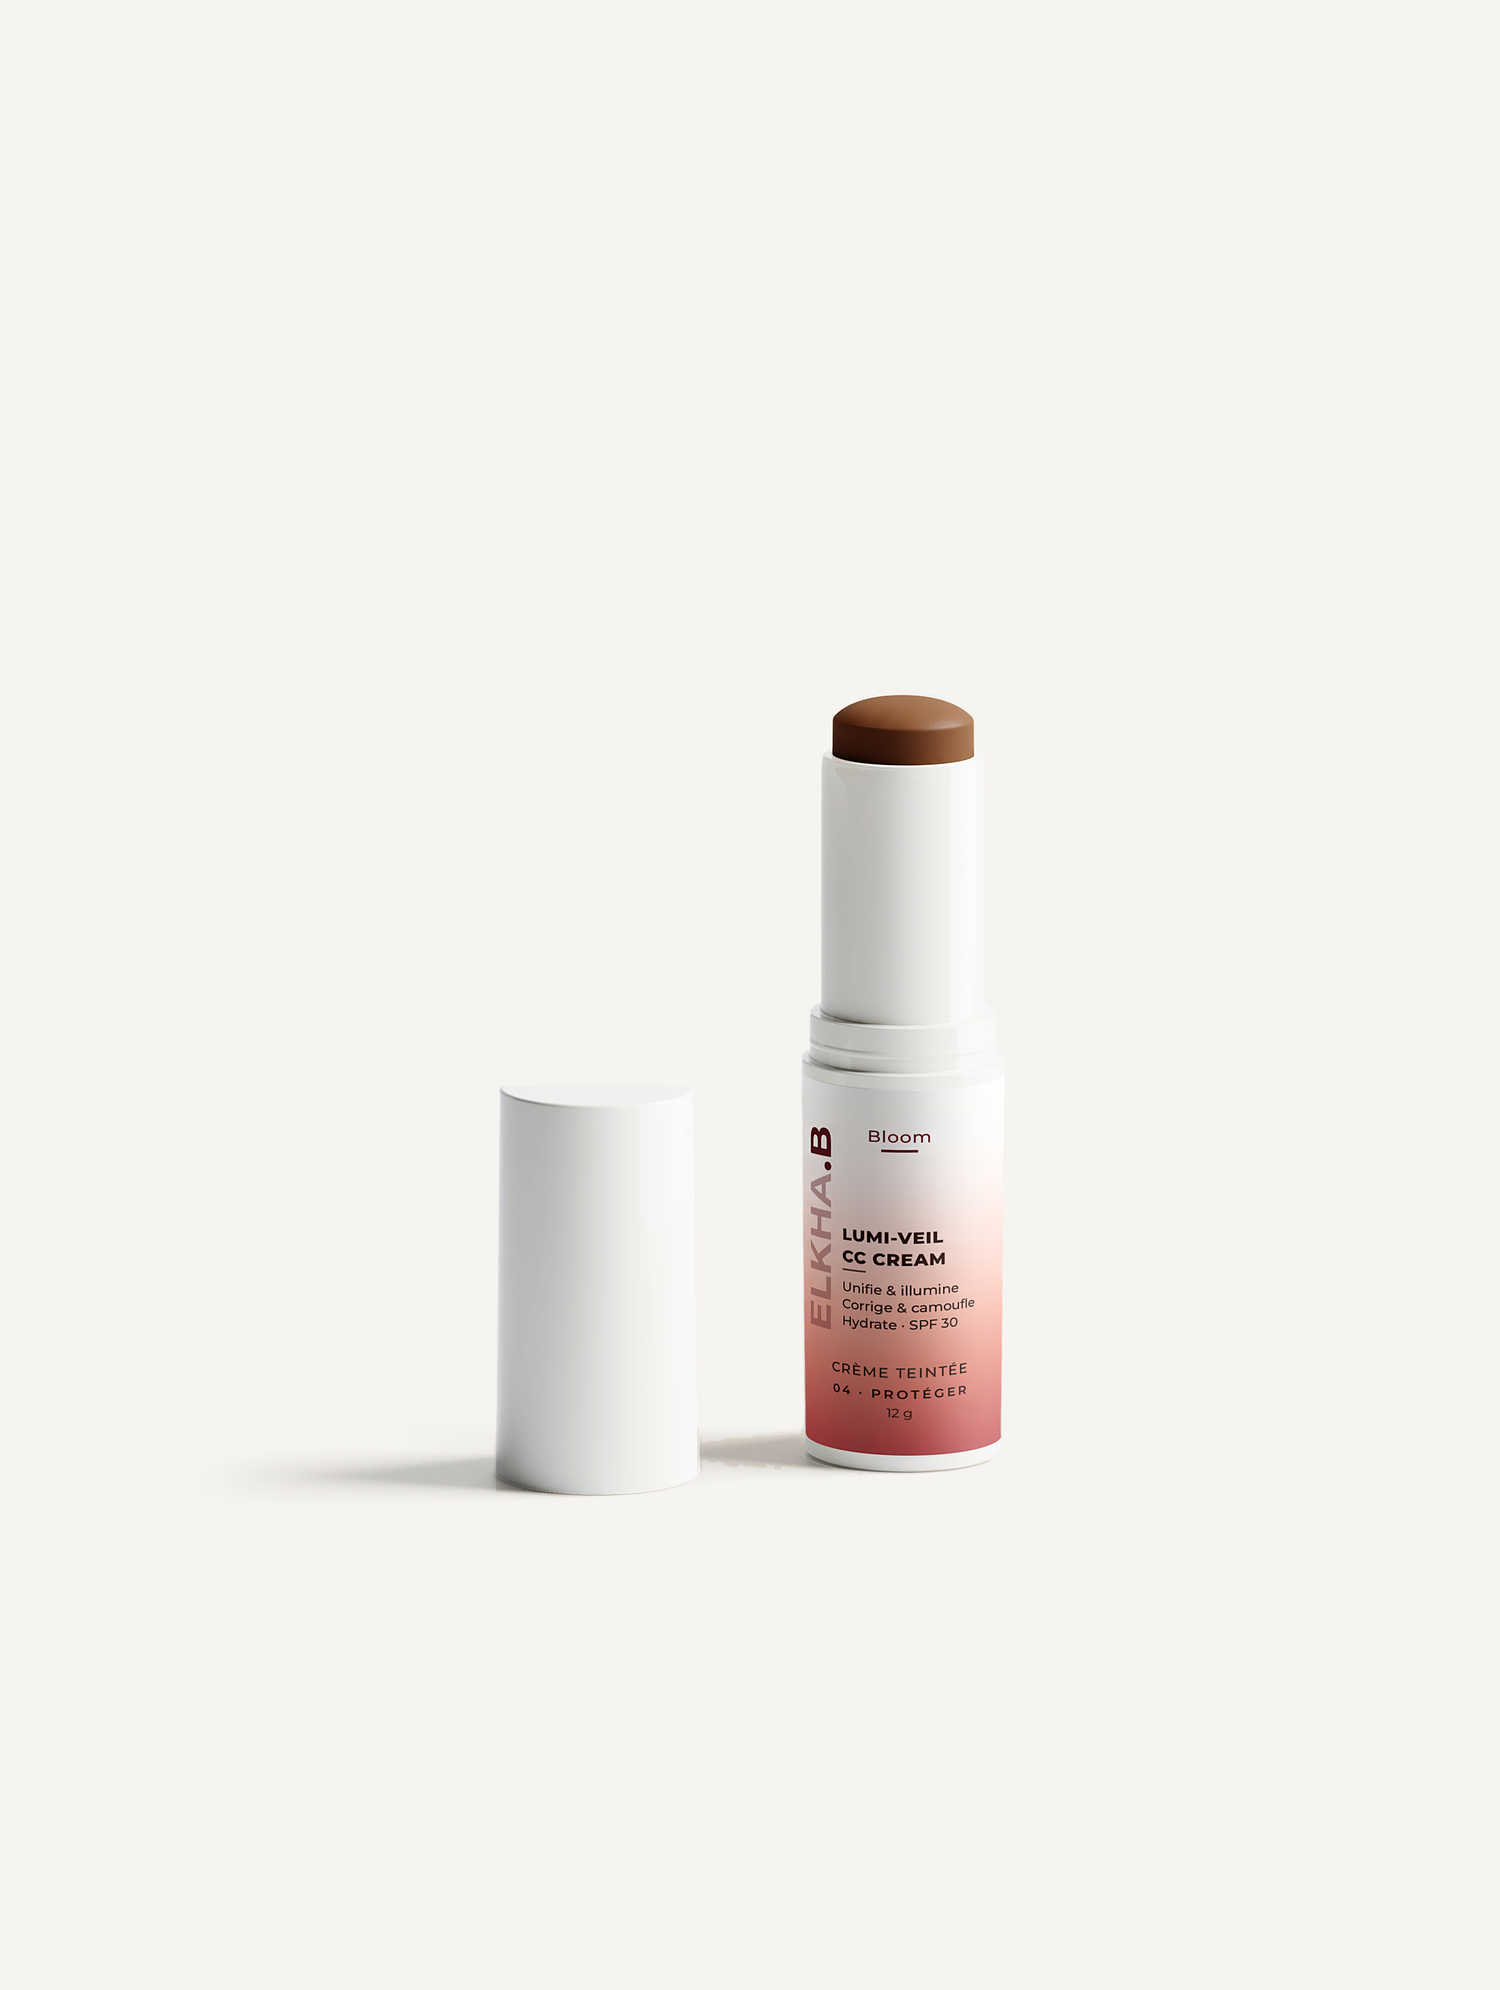 Bloom
ELKHA.B
LUMI-VEIL
CC CREAM
Unifie & illumine
Corrige & camoufle
Hydrate · SPF 30
CRÈME TEINTÉE
04 · PROTÉGER
12 g